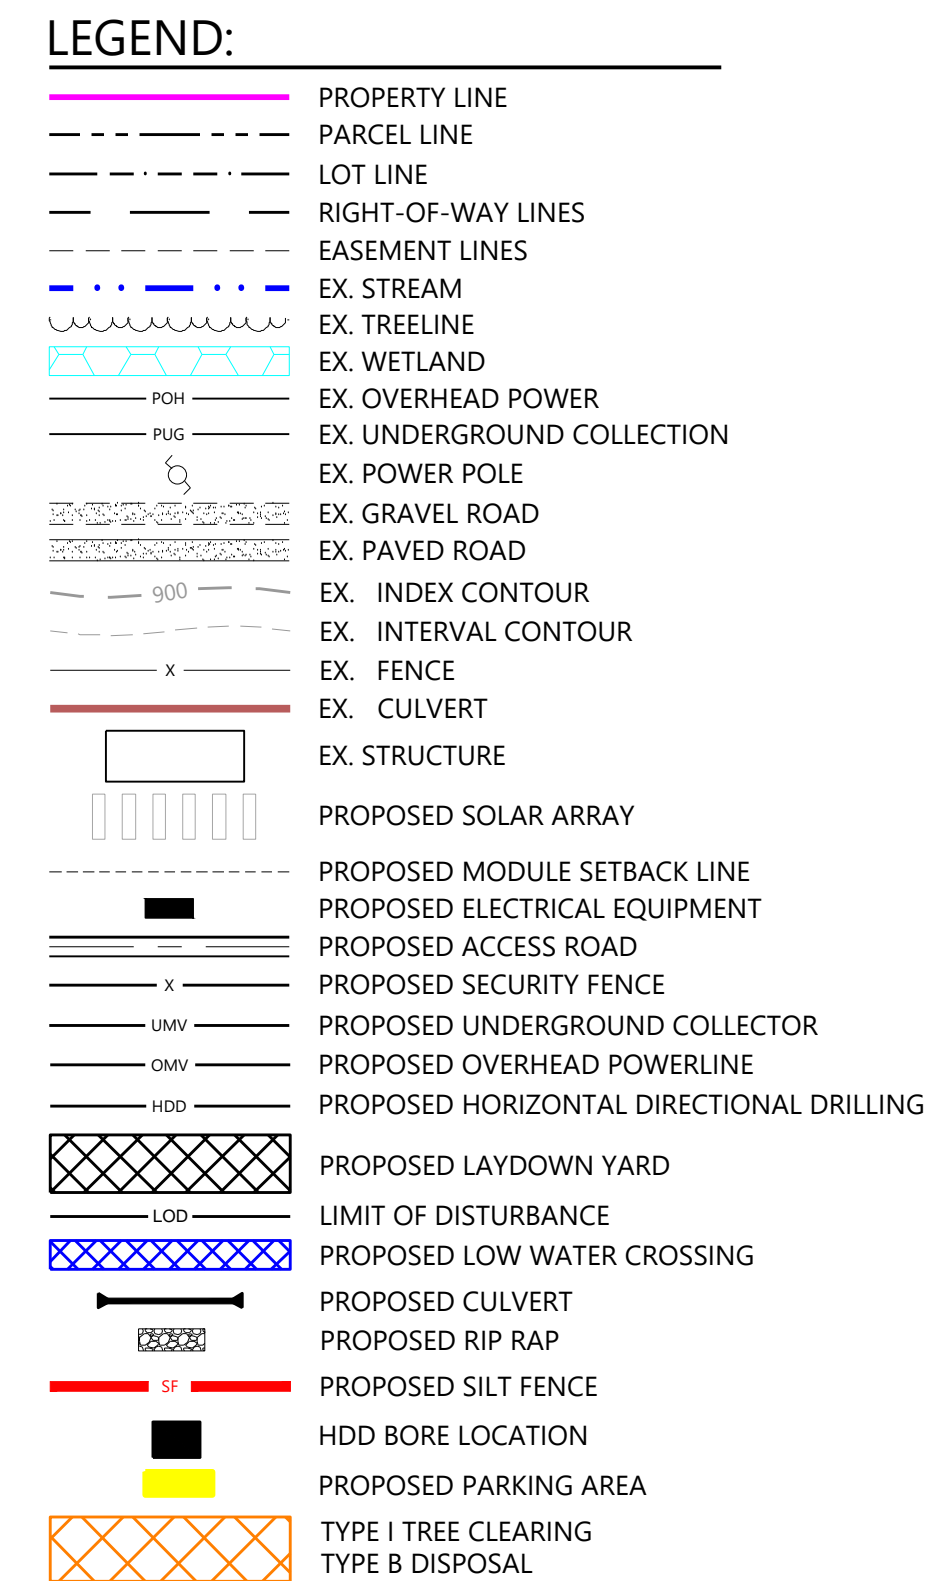 LEGEND:
PROPERTY LINE
PARCEL LINE
LOT LINE
RIGHT-OF-WAY LINES
EASEMENT LINES
EX. STREAM
EX. TREELINE
EX. WETLAND
POH EX. OVERHEAD POWER
PUG EX. UNDERGROUND COLLECTION
EX. POWER POLE
EX. GRAVEL ROAD
EX. PAVED ROAD
900 EX. INDEX CONTOUR
EX. INTERVAL CONTOUR
X EX. FENCE
EX. CULVERT
EX. STRUCTURE
PROPOSED SOLAR ARRAY
PROPOSED MODULE SETBACK LINE
PROPOSED ELECTRICAL EQUIPMENT
PROPOSED ACCESS ROAD
X PROPOSED SECURITY FENCE
UMV PROPOSED UNDERGROUND COLLECTOR
OMV PROPOSED OVERHEAD POWERLINE
HDD PROPOSED HORIZONTAL DIRECTIONAL DRILLING
PROPOSED LAYDOWN YARD
LOD LIMIT OF DISTURBANCE
PROPOSED LOW WATER CROSSING
PROPOSED CULVERT
PROPOSED RIP RAP
SF PROPOSED SILT FENCE
HDD BORE LOCATION
PROPOSED PARKING AREA
TYPE I TREE CLEARING
TYPE B DISPOSAL